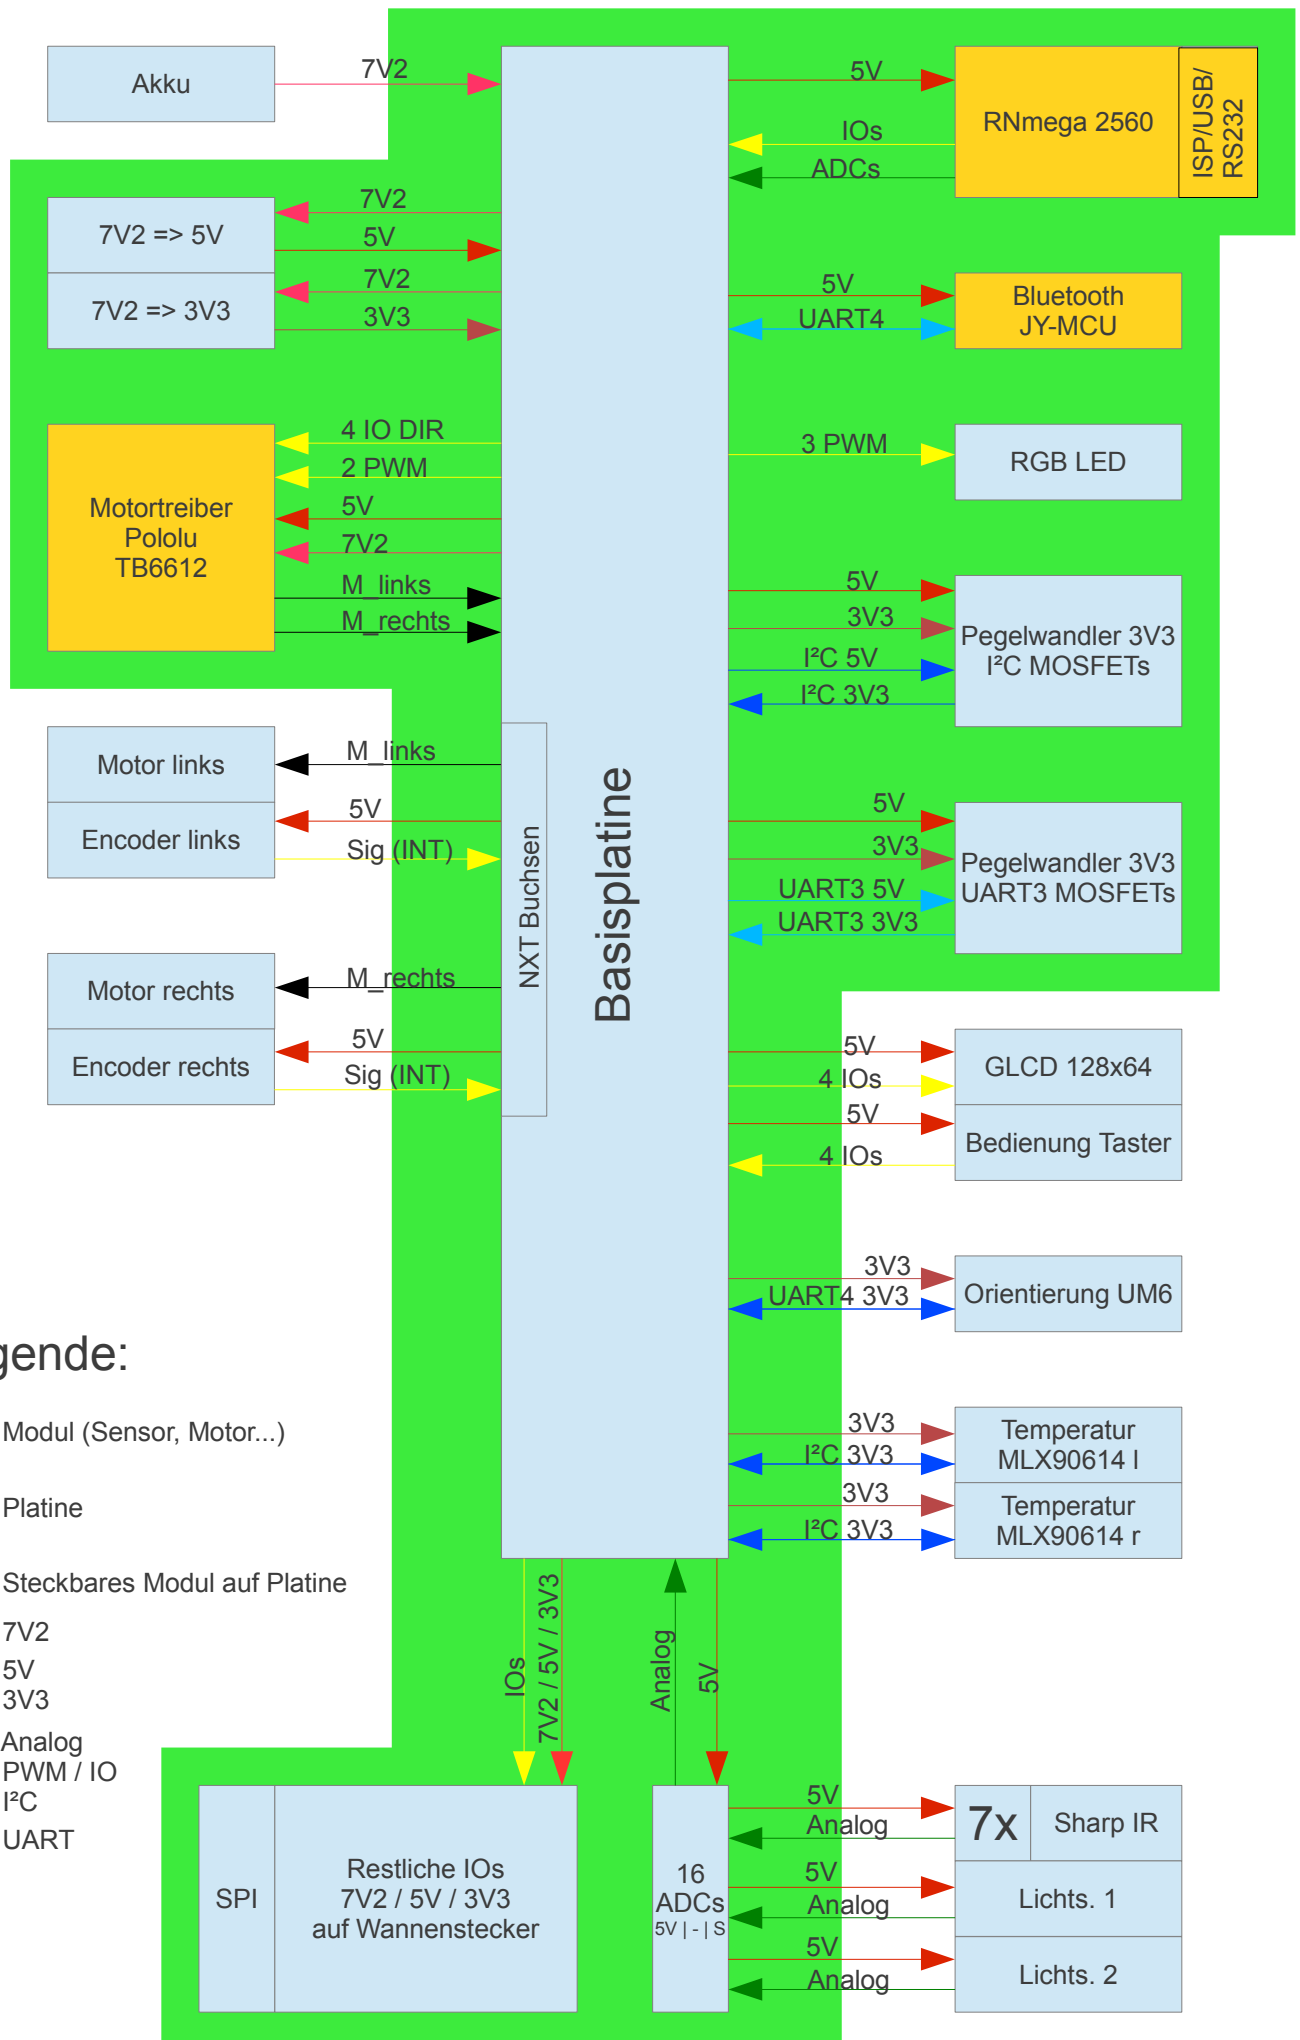 Akku
7V2
5V
RNmega 2560
ISP/USB/
RS232
IOs
ADCs
7V2 => 5V
7V2
5V
7V2 => 3V3
7V2
3V3
5V
UART4
Bluetooth
JY-MCU
Motortreiber
Pololu
TB6612
4 IO DIR
2 PWM
5V
7V2
M_links
M_rechts
3 PWM
RGB LED
5V
3V3
I²C 5V
I²C 3V3
Pegelwandler 3V3
I²C MOSFETs
Motor links
M_links
Encoder links
5V
Sig (INT)
NXT Buchsen
Basisplatine
5V
3V3
UART3 5V
UART3 3V3
Pegelwandler 3V3
UART3 MOSFETs
Motor rechts
M_rechts
Encoder rechts
5V
Sig (INT)
5V
4 IOs
GLCD 128x64
5V
4 IOs
Bedienung Taster
3V3
UART4 3V3
Orientierung UM6
3V3
I²C 3V3
Temperatur
MLX90614 l
3V3
I²C 3V3
Temperatur
MLX90614 r
gende:
Modul (Sensor, Motor...)
Platine
Steckbares Modul auf Platine
7V2
5V
3V3
Analog
PWM / IO
I²C
UART
IOs
7V2 / 5V / 3V3
Analog
5V
SPI
Restliche IOs
7V2 / 5V / 3V3
auf Wannenstecker
16
ADCs
5V | - | S
5V
Analog
7x
Sharp IR
5V
Analog
Lichts. 1
5V
Analog
Lichts. 2